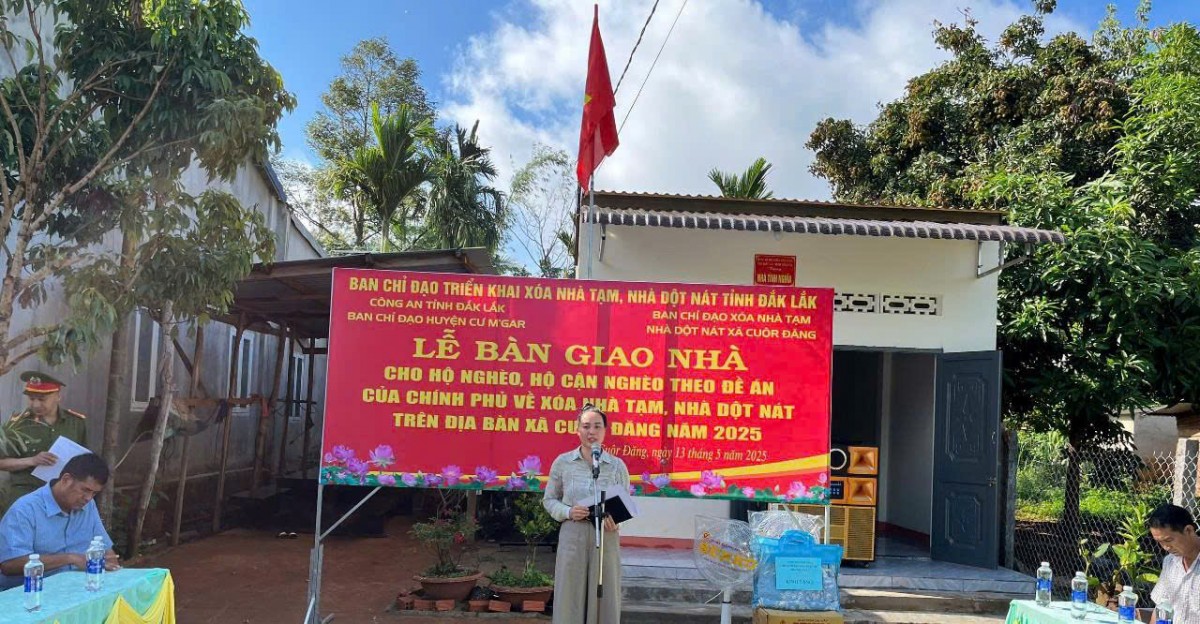 BAN CHỈ ĐẠO TRIỂN KHAI XÓA NHÀ TẠM, NHÀ DỘT NÁT TỈNH ĐẮK LẮK
CÔNG AN TỈNH ĐẮK LẮK
BAN CHỈ ĐẠO HUYỆN CƯ M'GAR
BAN CHỈ ĐẠO XÓA NHÀ TẠM
NHÀ DỘT NÁT XÃ CUÔR ĐĂNG
LỄ BÀN GIAO NHÀ
CHO HỘ NGHÈO, HỘ CẬN NGHÈO THEO ĐỀ ÁN
CỦA CHÍNH PHỦ VỀ XÓA NHÀ TẠM, NHÀ DỘT NÁT
TRÊN ĐỊA BÀN XÃ ĐĂNG NĂM 2025
Cuôr Đăng, ngày 13 tháng 5 năm 2025
NHÀ TÌNH NGHĨA